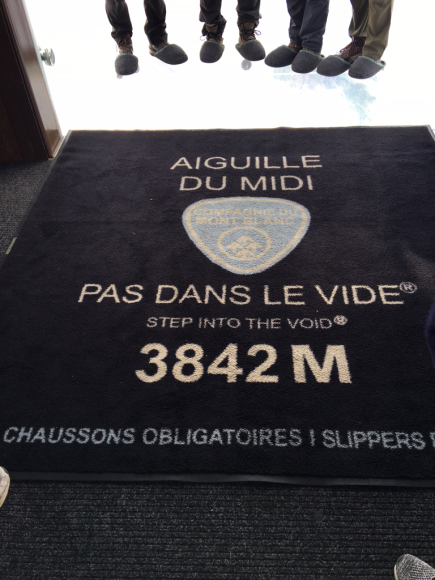 AIGUILLE
DU MIDI
COMPAGNIE DU
MONT BLANC
PAS DANS LE VIDE®
STEP INTO THE VOID®
3842 M
CHAUSSONS OBLIGATOIRES I SLIPPERS